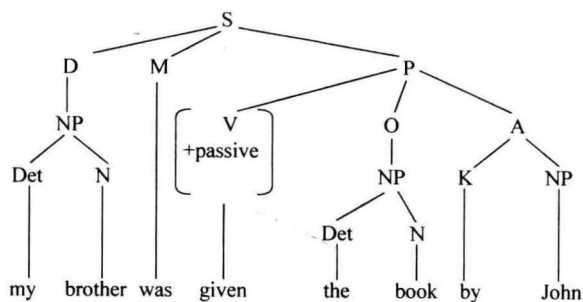 S
D M P
NP V O A
+passive
Det N NP K NP
Det N
my brother was given the book by John